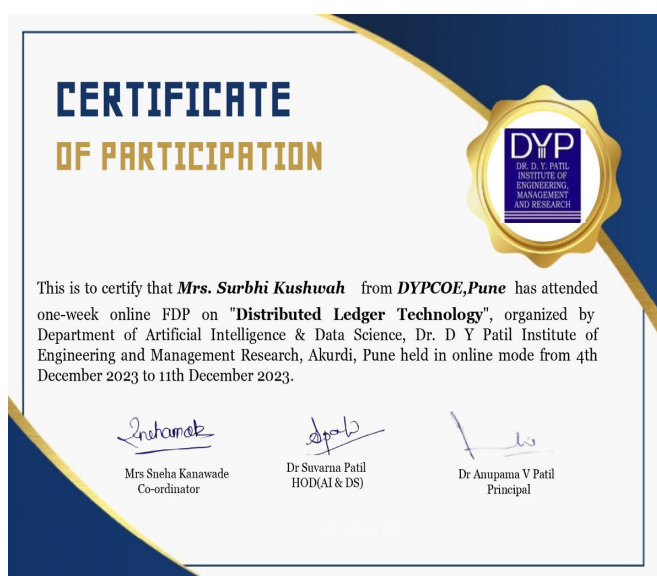 CERTIFICATE
OF PARTICIPATION
DYP
DR. D. Y. PATIL
INSTITUTE OF
ENGINEERING,
MANAGEMENT
AND RESEARCH
This is to certify that Mrs. Surbhi Kushwah from DYPCOE,Pune has attended
one-week online FDP on "Distributed Ledger Technology", organized by
Department of Artificial Intelligence & Data Science, Dr. D Y Patil Institute of
Engineering and Management Research, Akurdi, Pune held in online mode from 4th
December 2023 to 11th December 2023.
Mrs Sneha Kanawade
Co-ordinator
Dr Suvarna Patil
HOD(AI & DS)
Dr Anupama V Patil
Principal